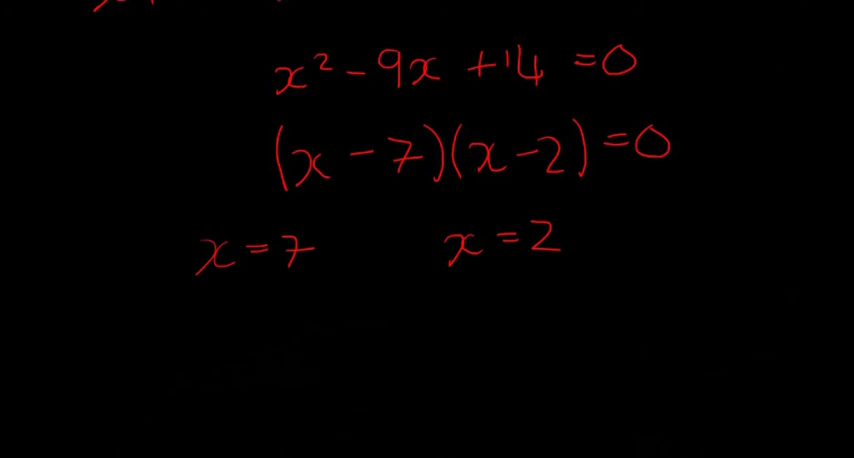 x² - 9x + 14 = 0
(x - 7)(x - 2) = 0
x = 7 x = 2